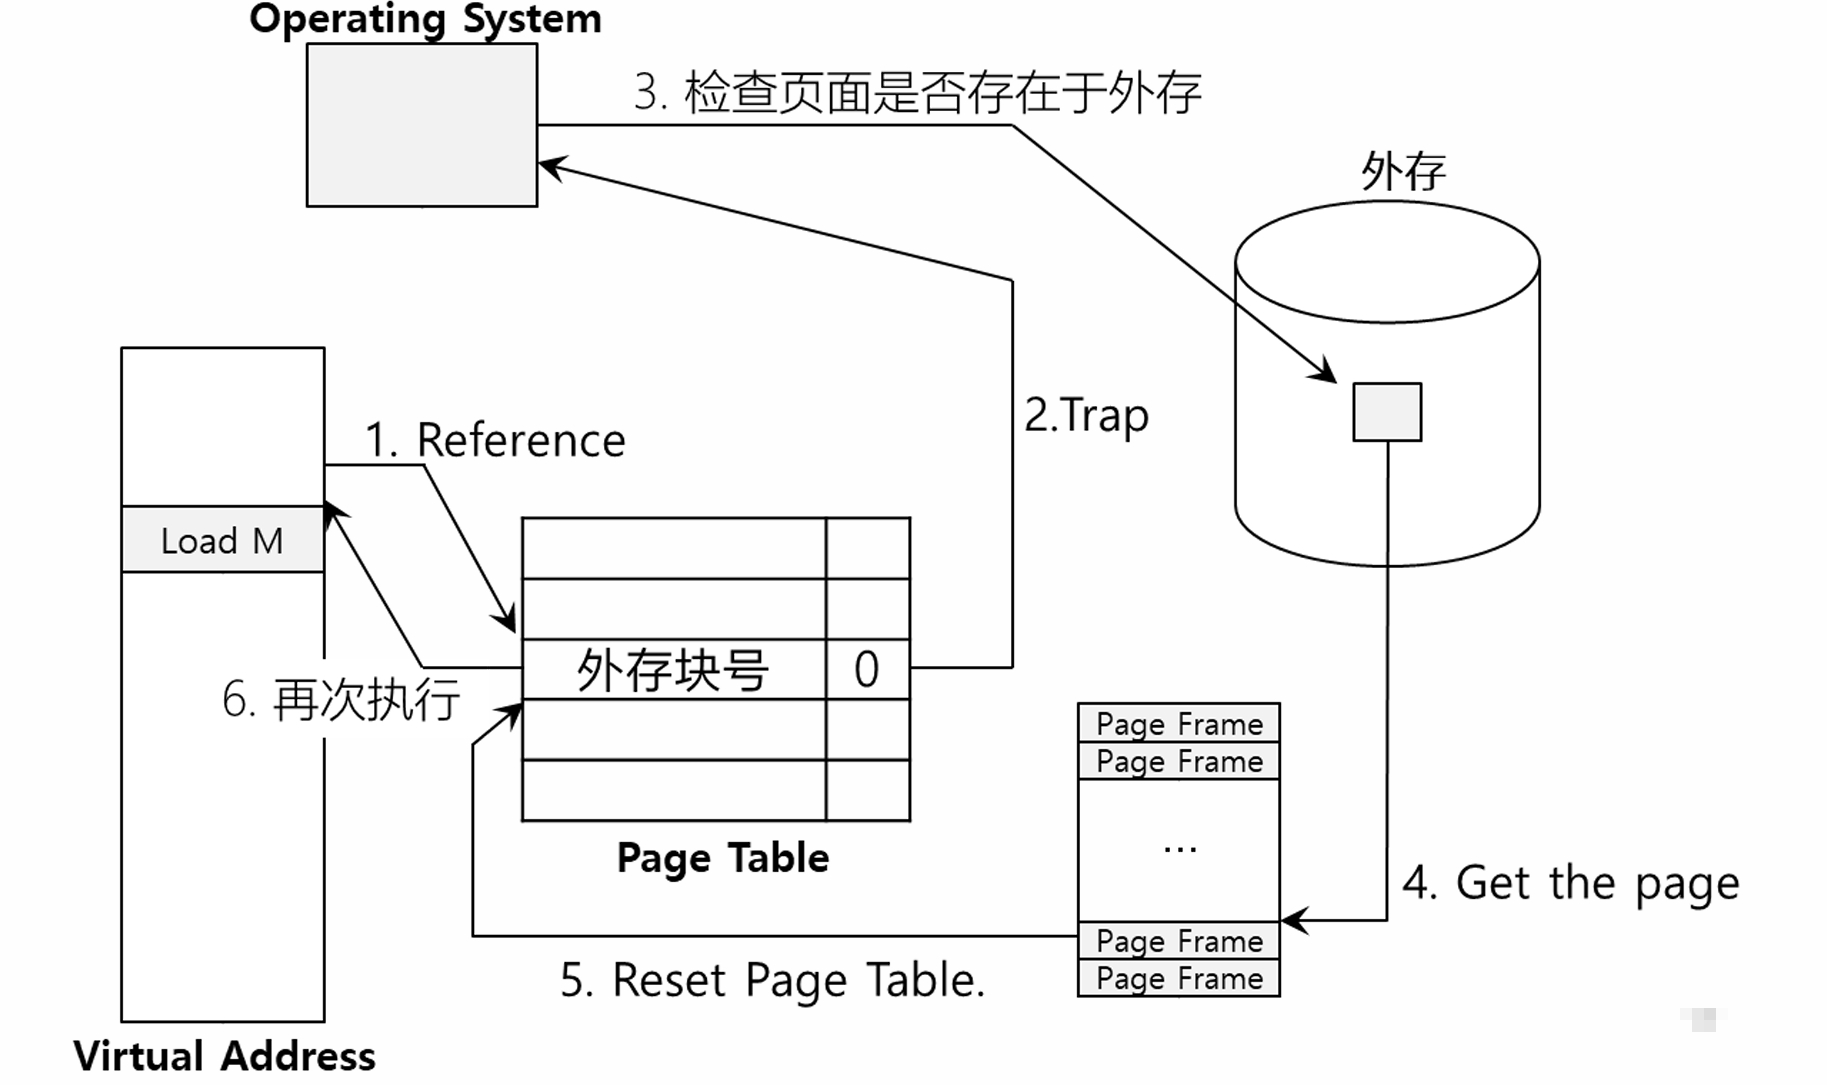 Operating System
3. 检查页面是否存在于外存
外存
1. Reference
2.Trap
Load M
外存块号 0
6. 再次执行
Page Frame
Page Frame
...
Page Table
4. Get the page
Page Frame
5. Reset Page Table.
Page Frame
Virtual Address